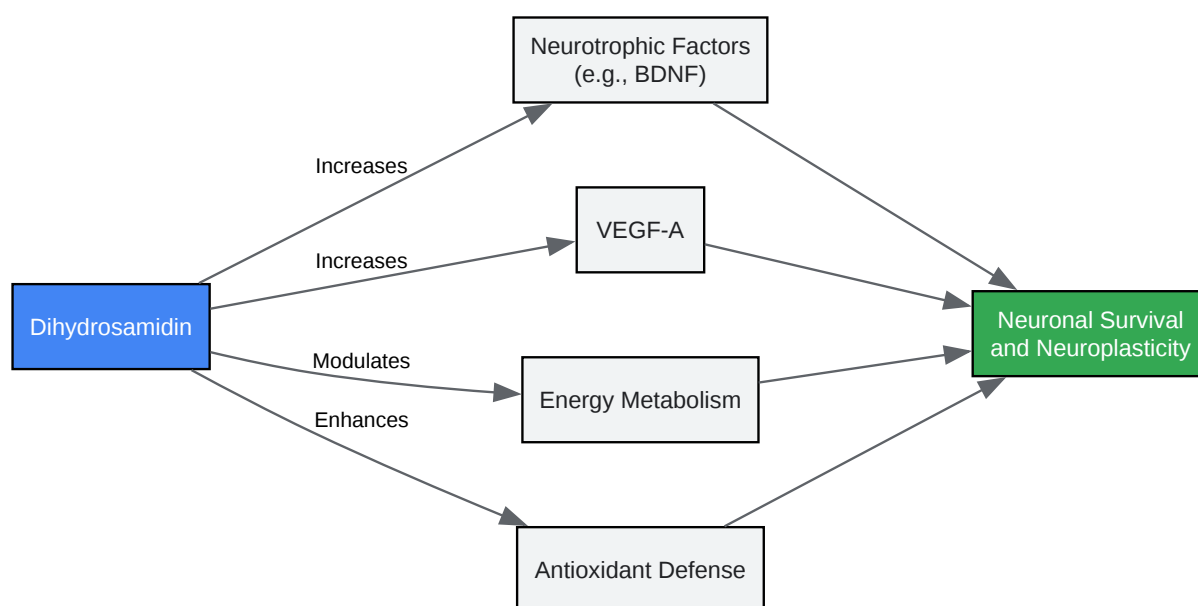 Neurotrophic Factors
(e.g., BDNF)
Increases
VEGF-A
Increases
Dihydrosamidin
Neuronal Survival
and Neuroplasticity
Modulates
Energy Metabolism
Enhances
Antioxidant Defense